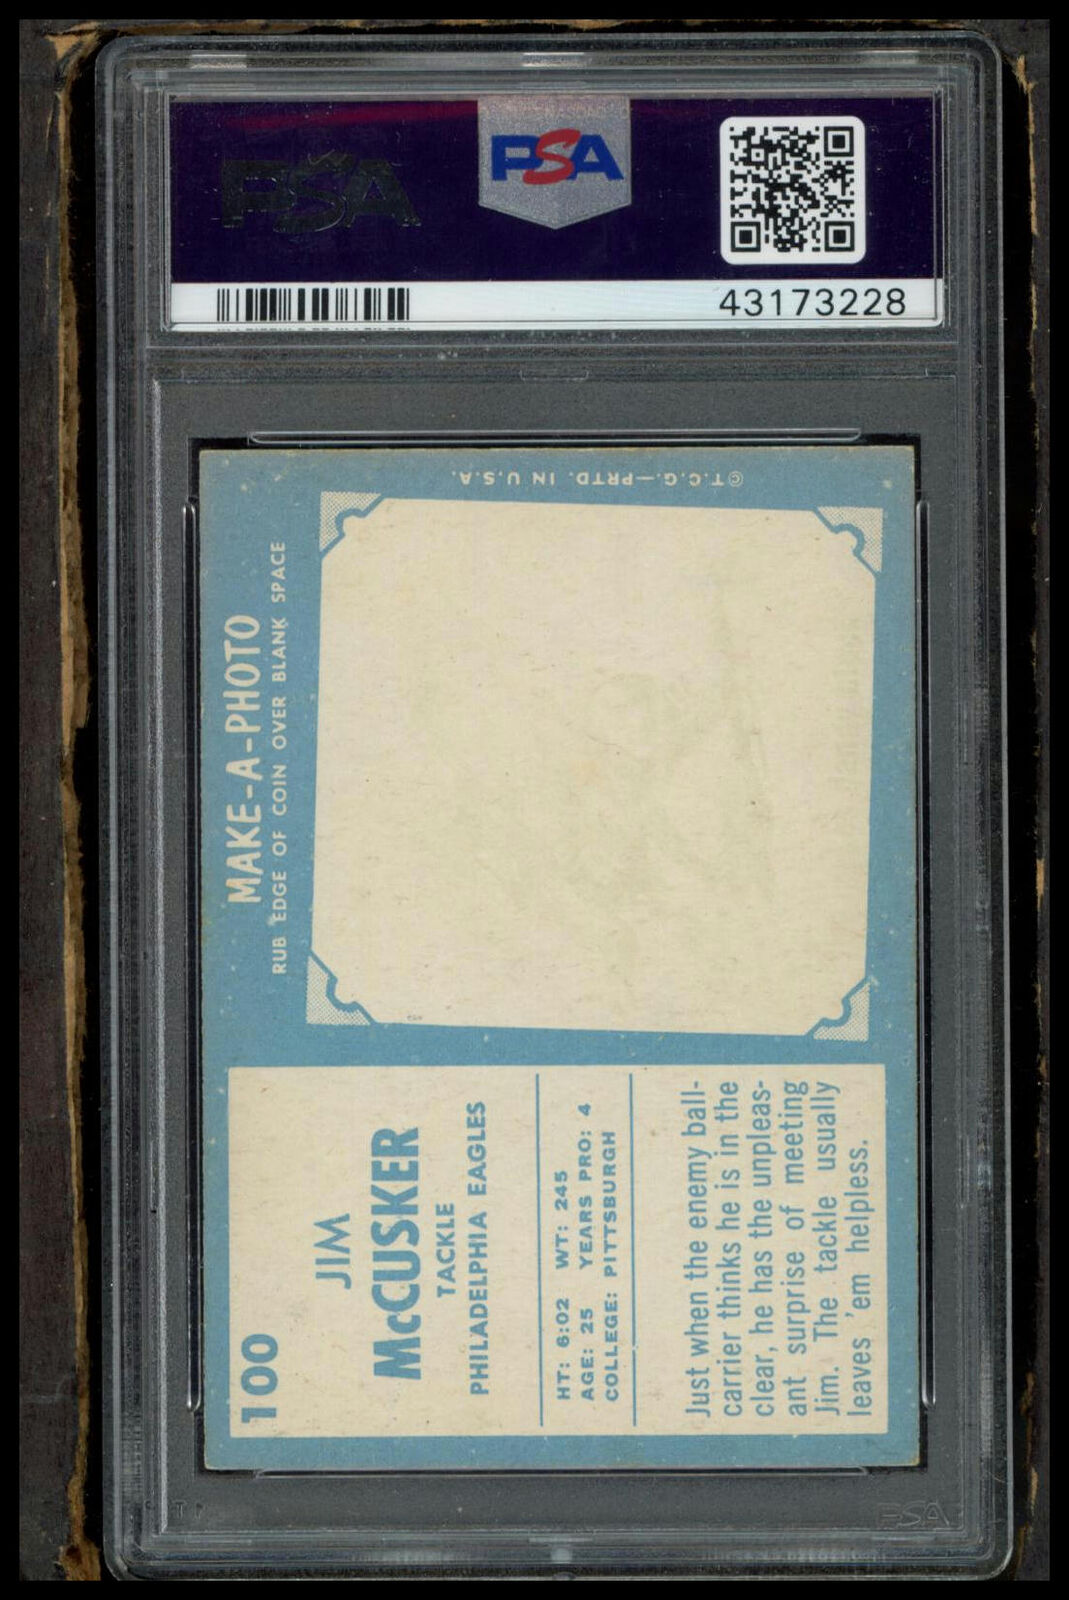 PSA
PSA
43173228
© T.C.G.—PRTD. IN U.S.A.
MAKE-A-PHOTO
RUB EDGE OF COIN OVER BLANK SPACE
100
JIM
McCUSKER
TACKLE
PHILADELPHIA EAGLES
HT: 6:02 WT: 245
AGE: 25 YEARS PRO: 4
COLLEGE: PITTSBURGH
Just when the enemy ball-
carrier thinks he is in the
clear, he has the unpleas-
ant surprise of meeting
Jim. The tackle usually
leaves 'em helpless.
PSA